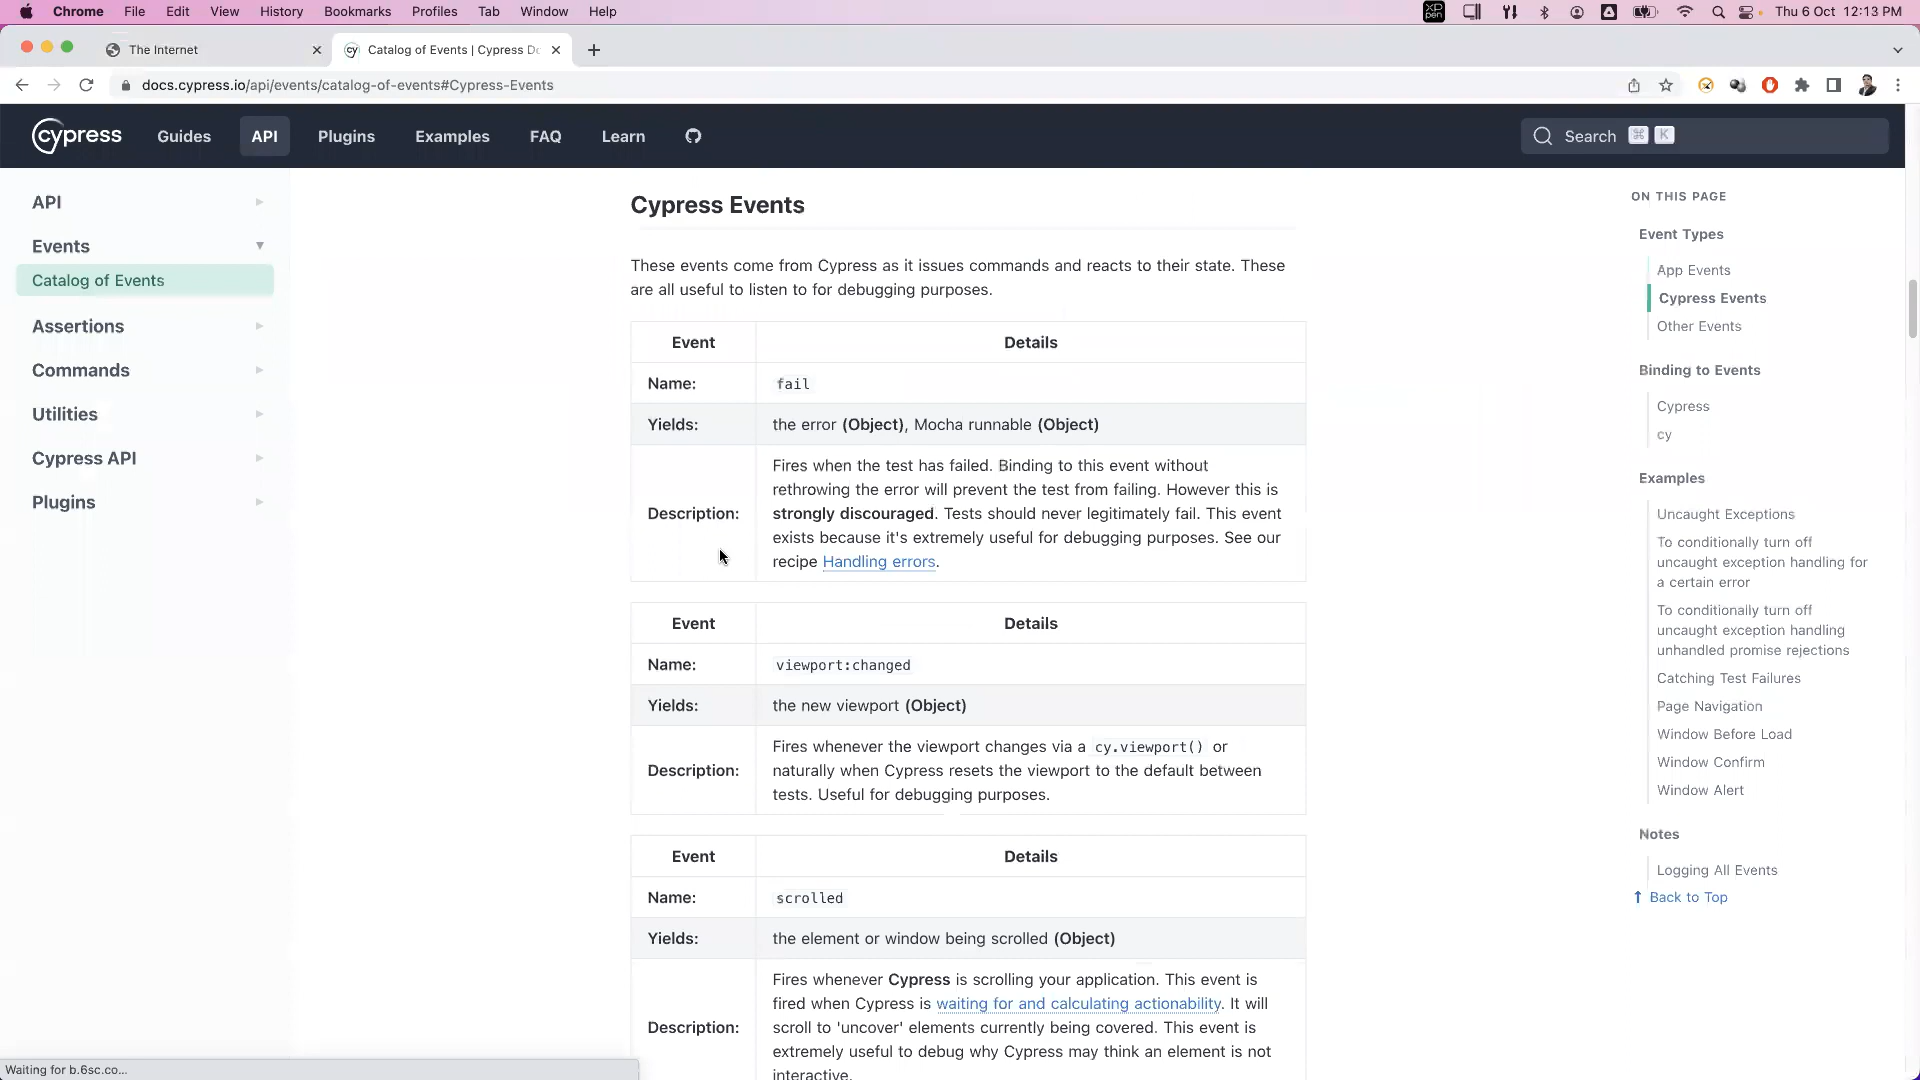 Chrome File Edit View History Bookmarks Profiles Tab Window Help
XP PEN
Thu 6 Oct 12:13 PM
The Internet
cy Catalog of Events | Cypress Do
docs.cypress.io/api/events/catalog-of-events#Cypress-Events
cypress Guides API Plugins Examples FAQ Learn
Search ⌘ K
API
Events
Catalog of Events
Assertions
Commands
Utilities
Cypress API
Plugins
Cypress Events
These events come from Cypress as it issues commands and reacts to their state. These
are all useful to listen to for debugging purposes.
Event Details
Name: fail
Yields: the error (Object), Mocha runnable (Object)
Description:
Fires when the test has failed. Binding to this event without
rethrowing the error will prevent the test from failing. However this is
strongly discouraged. Tests should never legitimately fail. This event
exists because it's extremely useful for debugging purposes. See our
recipe Handling errors.
Event Details
Name: viewport:changed
Yields: the new viewport (Object)
Description:
Fires whenever the viewport changes via a cy.viewport() or
naturally when Cypress resets the viewport to the default between
tests. Useful for debugging purposes.
Event Details
Name: scrolled
Yields: the element or window being scrolled (Object)
Description:
Fires whenever Cypress is scrolling your application. This event is
fired when Cypress is waiting for and calculating actionability. It will
scroll to 'uncover' elements currently being covered. This event is
extremely useful to debug why Cypress may think an element is not
interactive.
ON THIS PAGE
Event Types
App Events
Cypress Events
Other Events
Binding to Events
Cypress
cy
Examples
Uncaught Exceptions
To conditionally turn off
uncaught exception handling for
a certain error
To conditionally turn off
uncaught exception handling
unhandled promise rejections
Catching Test Failures
Page Navigation
Window Before Load
Window Confirm
Window Alert
Notes
Logging All Events
↑ Back to Top
Waiting for b.6sc.co...